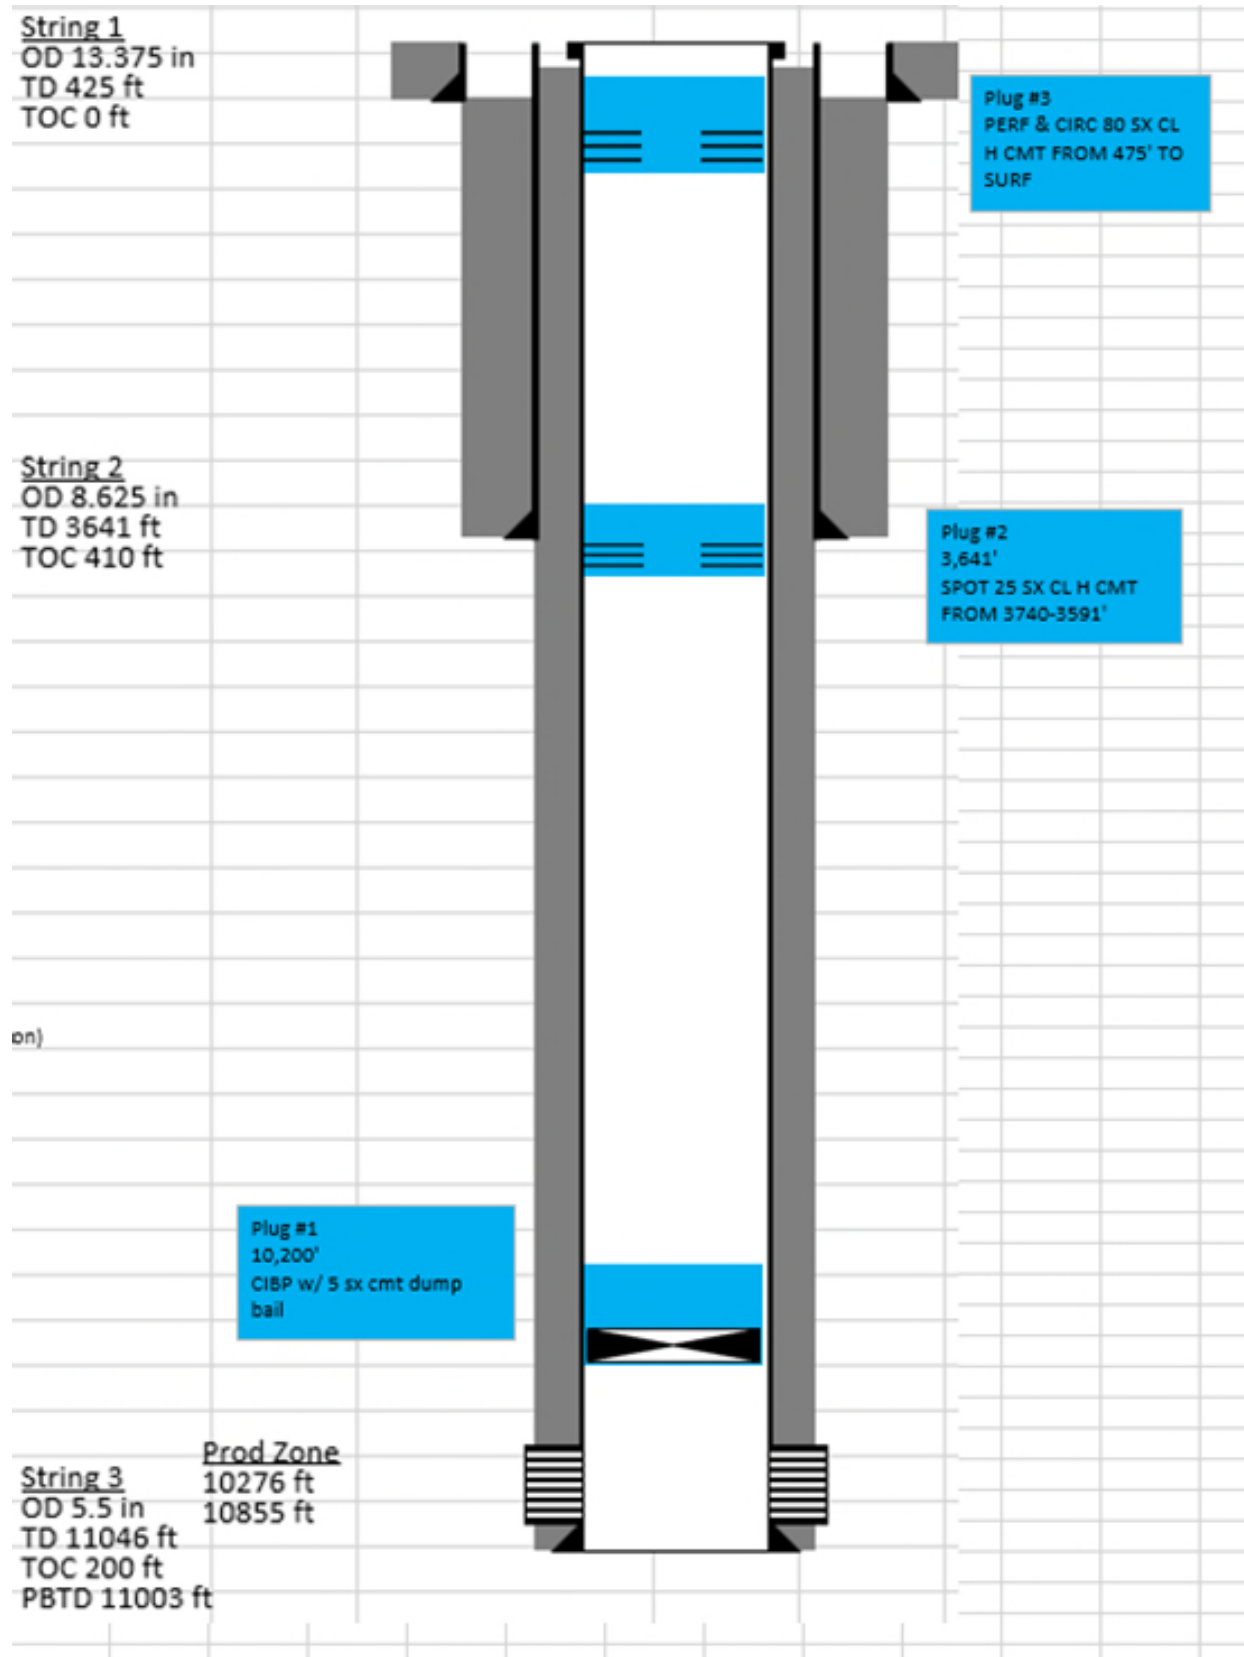 String 1
OD 13.375 in
TD 425 ft
TOC 0 ft
Plug #3
PERF & CIRC 80 SX CL
H CMT FROM 475' TO
SURF
String 2
OD 8.625 in
TD 3641 ft
TOC 410 ft
Plug #2
3,641'
SPOT 25 SX CL H CMT
FROM 3740-3591'
on)
Plug #1
10,200'
CIBP w/ 5 sx cmt dump
bail
Prod Zone
10276 ft
10855 ft
String 3
OD 5.5 in
TD 11046 ft
TOC 200 ft
PBTD 11003 ft